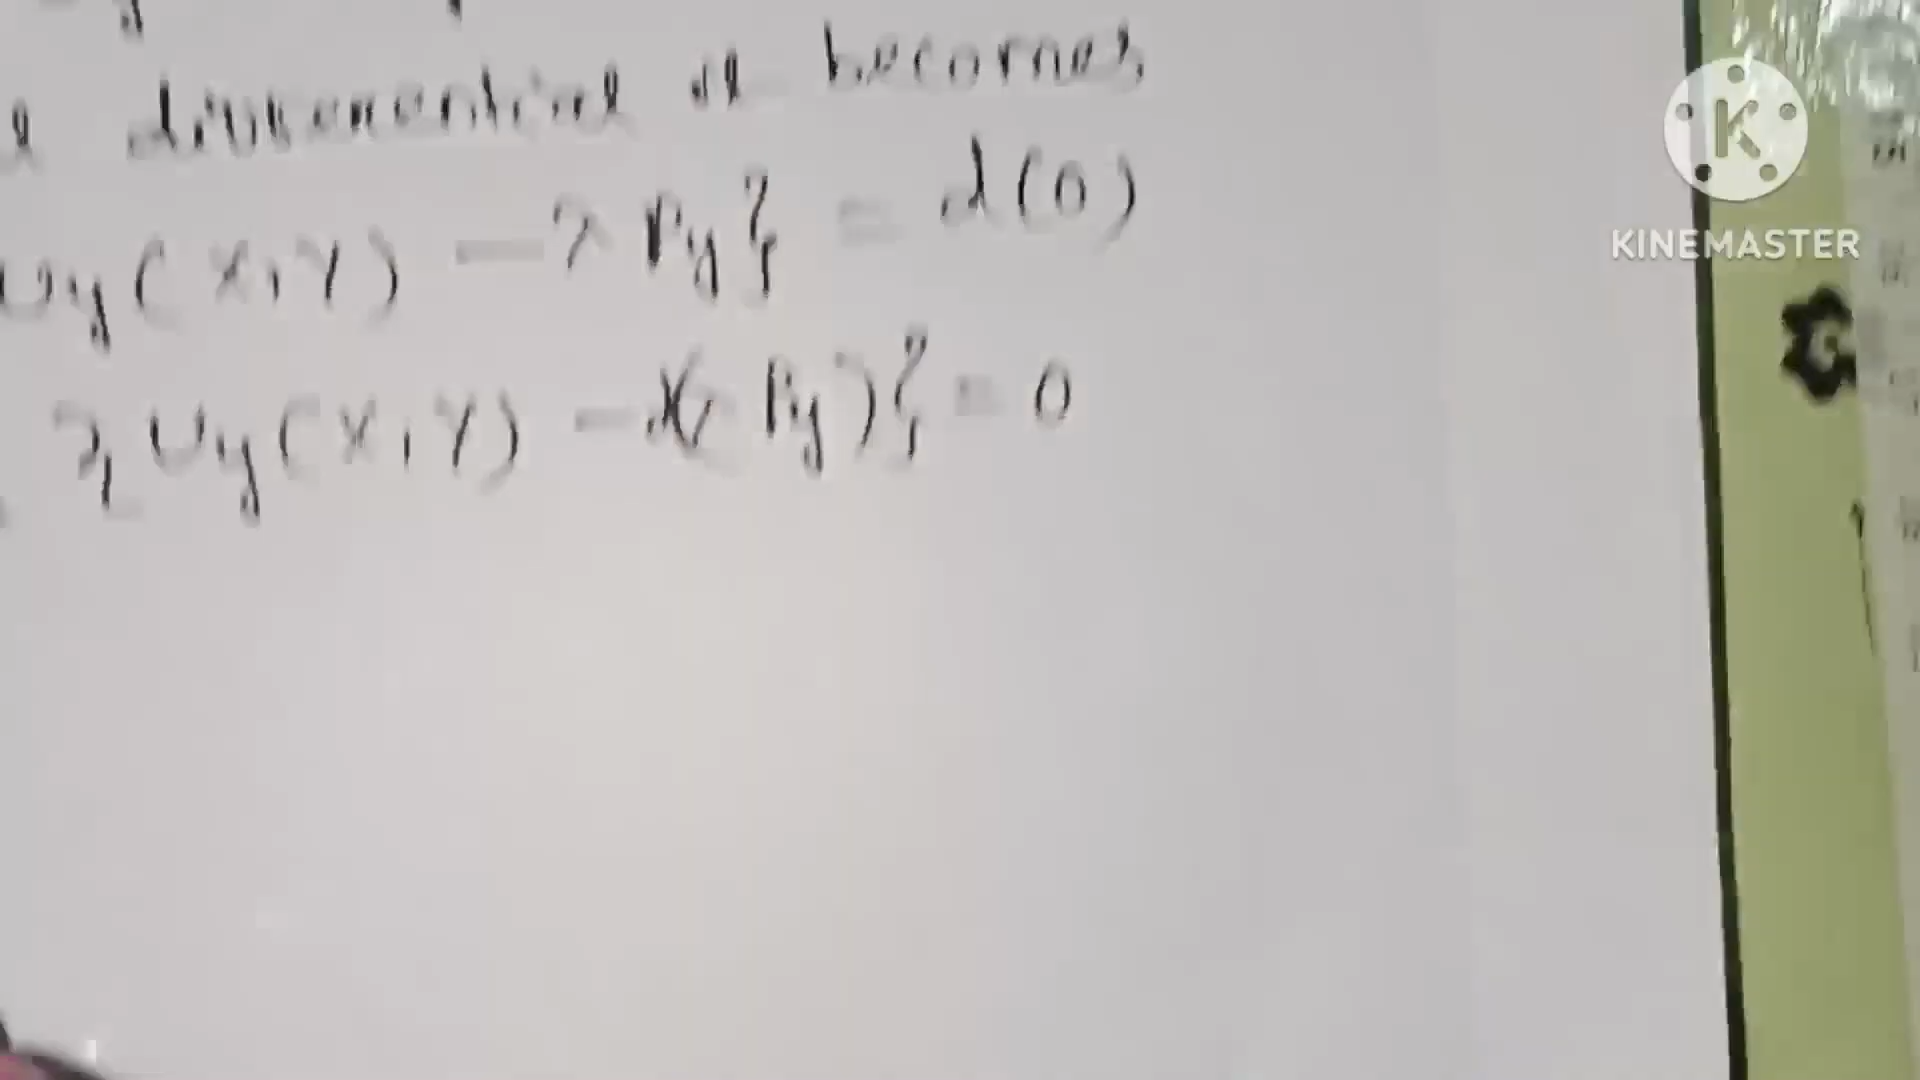 differential it becomes
Uy(X,Y) - λ Py} = d(0)
Uy(X,Y) - d(λ Py)} = 0
KINEMASTER